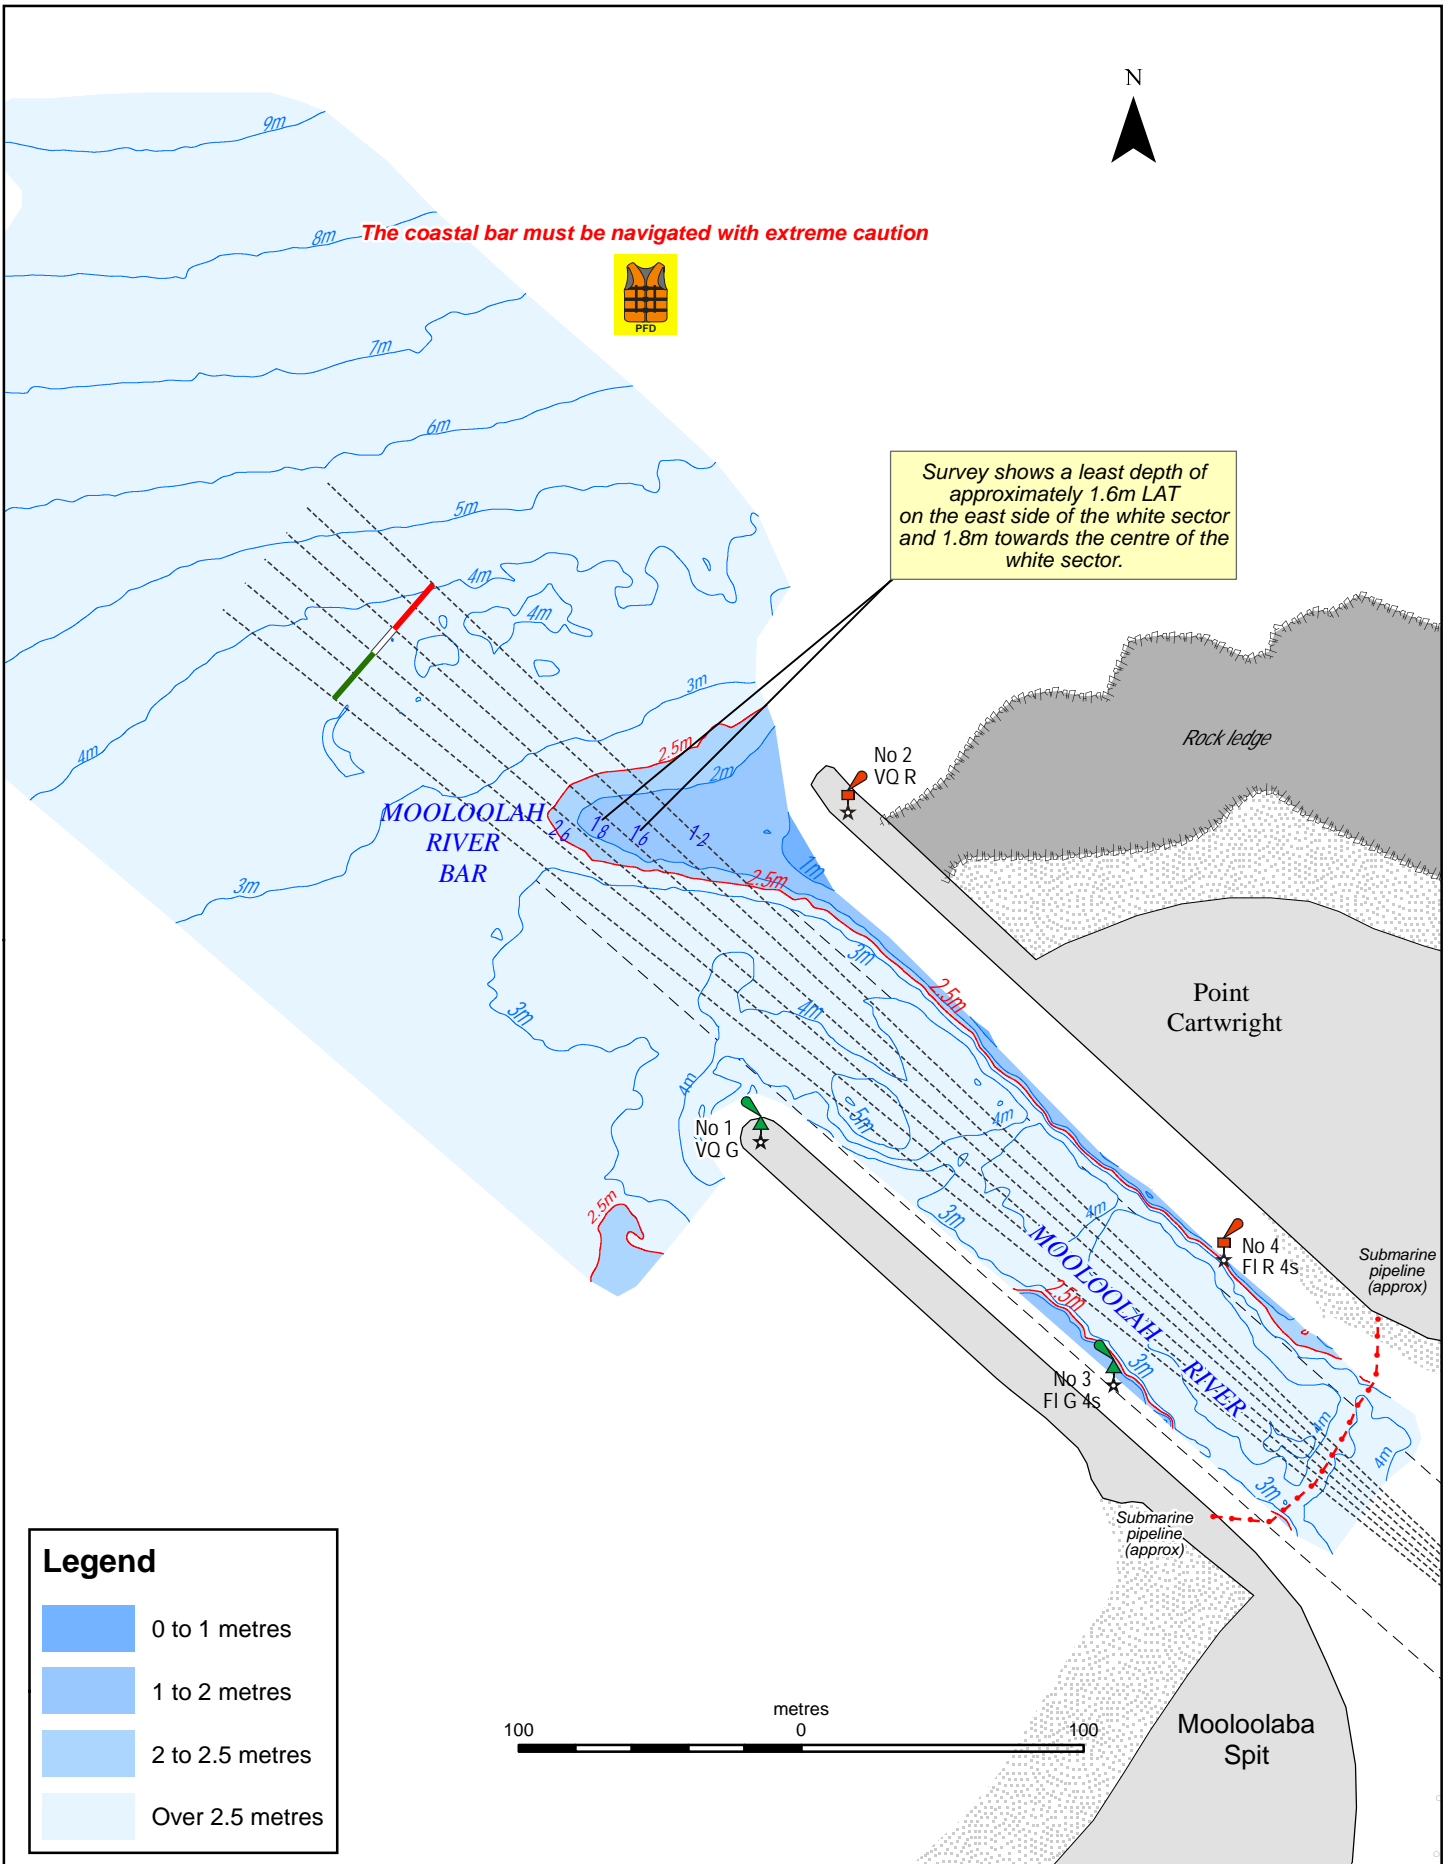 N
9m
8m
The coastal bar must be navigated with extreme caution
PFD
7m
6m
5m
Survey shows a least depth of
approximately 1.6m LAT
on the east side of the white sector
and 1.8m towards the centre of the
white sector.
4m
4m
3m
4m
2.5m
2m
Rock ledge
No 2
VQ R
MOOLOOLAH
RIVER
BAR
2.6
1.8
1.6
1.2
1m
2.5m
3m
3m
2.5m
Point
Cartwright
3m
4m
4m
5m
4m
No 1
VQ G
2.5m
3m
4m
MOOLOOLAH RIVER
No 4
Fl R 4s
Submarine
pipeline
(approx)
2.5m
3m
No 3
Fl G 4s
4m
4m
3m
Submarine
pipeline
(approx)
Legend
0 to 1 metres
1 to 2 metres
2 to 2.5 metres
Over 2.5 metres
metres
100 0 100
Mooloolaba
Spit